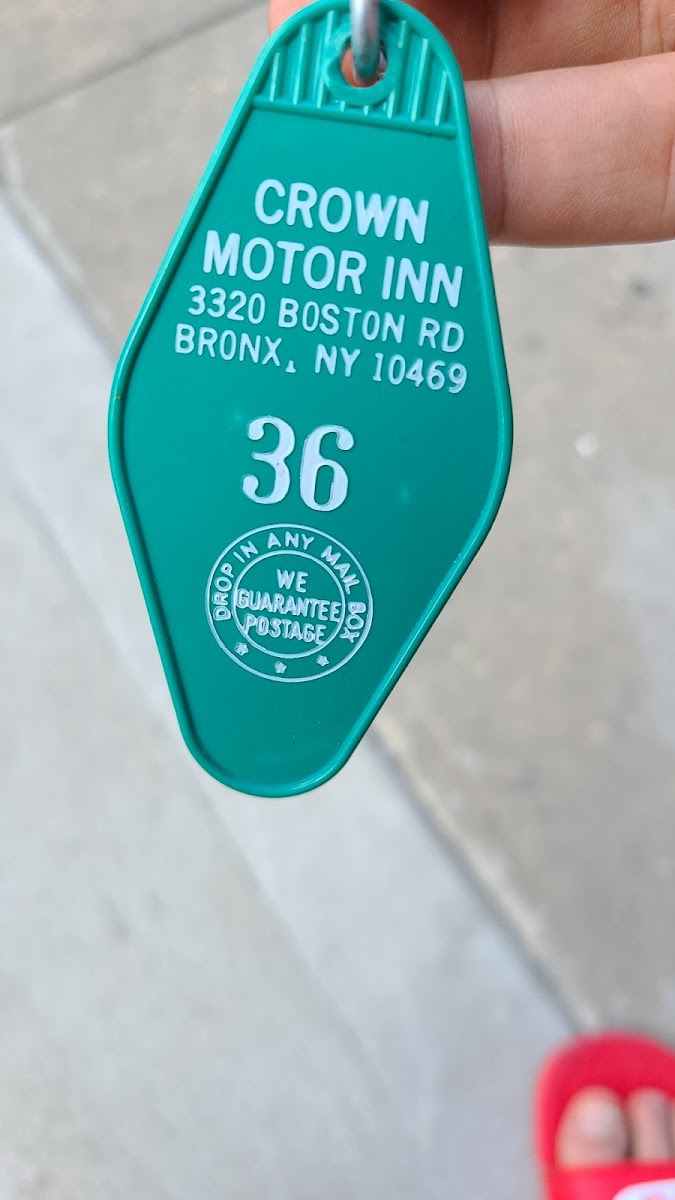 CROWN
MOTOR INN
3320 BOSTON RD
BRONX, NY 10469
36
DROP IN ANY MAIL BOX
WE
GUARANTEE
POSTAGE